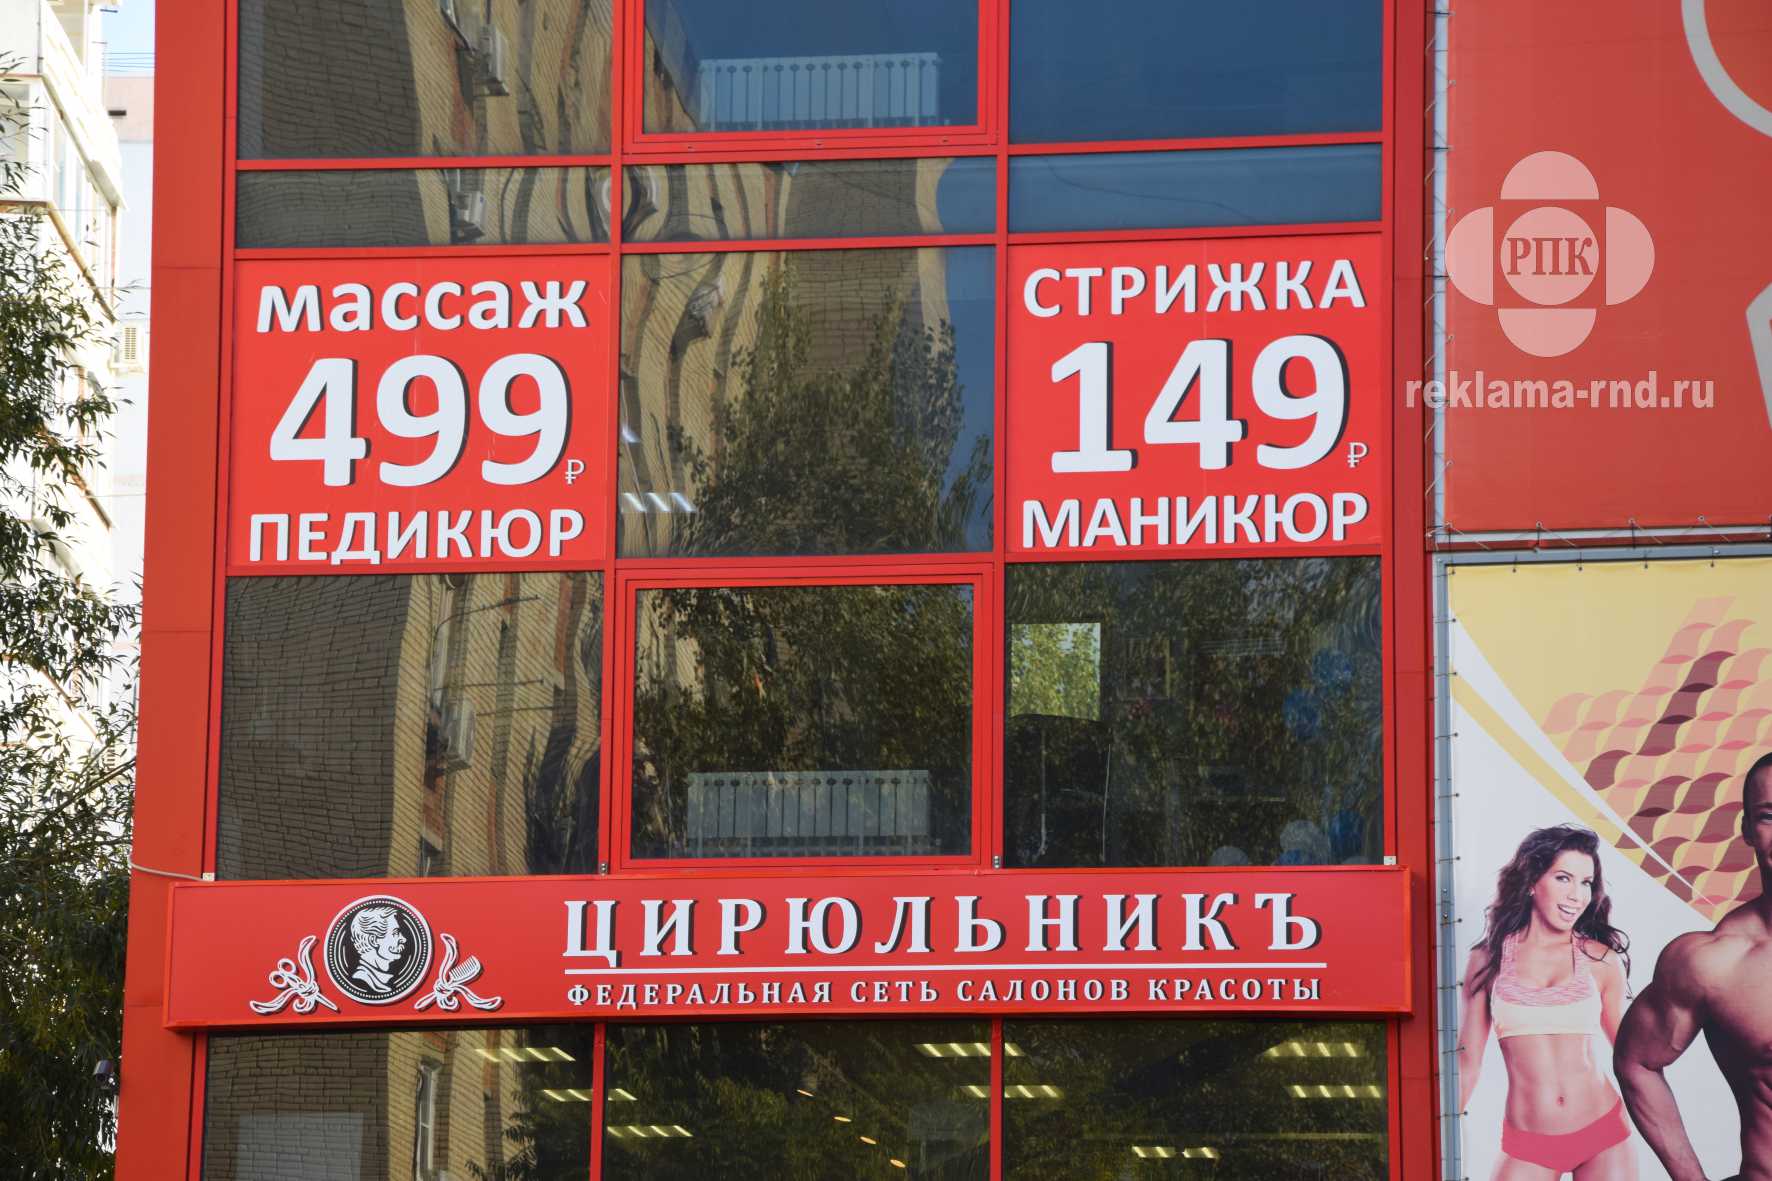 МАССАЖ
499 ₽
ПЕДИКЮР
СТРИЖКА
149 ₽
МАНИКЮР
РПК
reklama-rnd.ru
ЦИРЮЛЬНИКЪ
ФЕДЕРАЛЬНАЯ СЕТЬ САЛОНОВ КРАСОТЫ